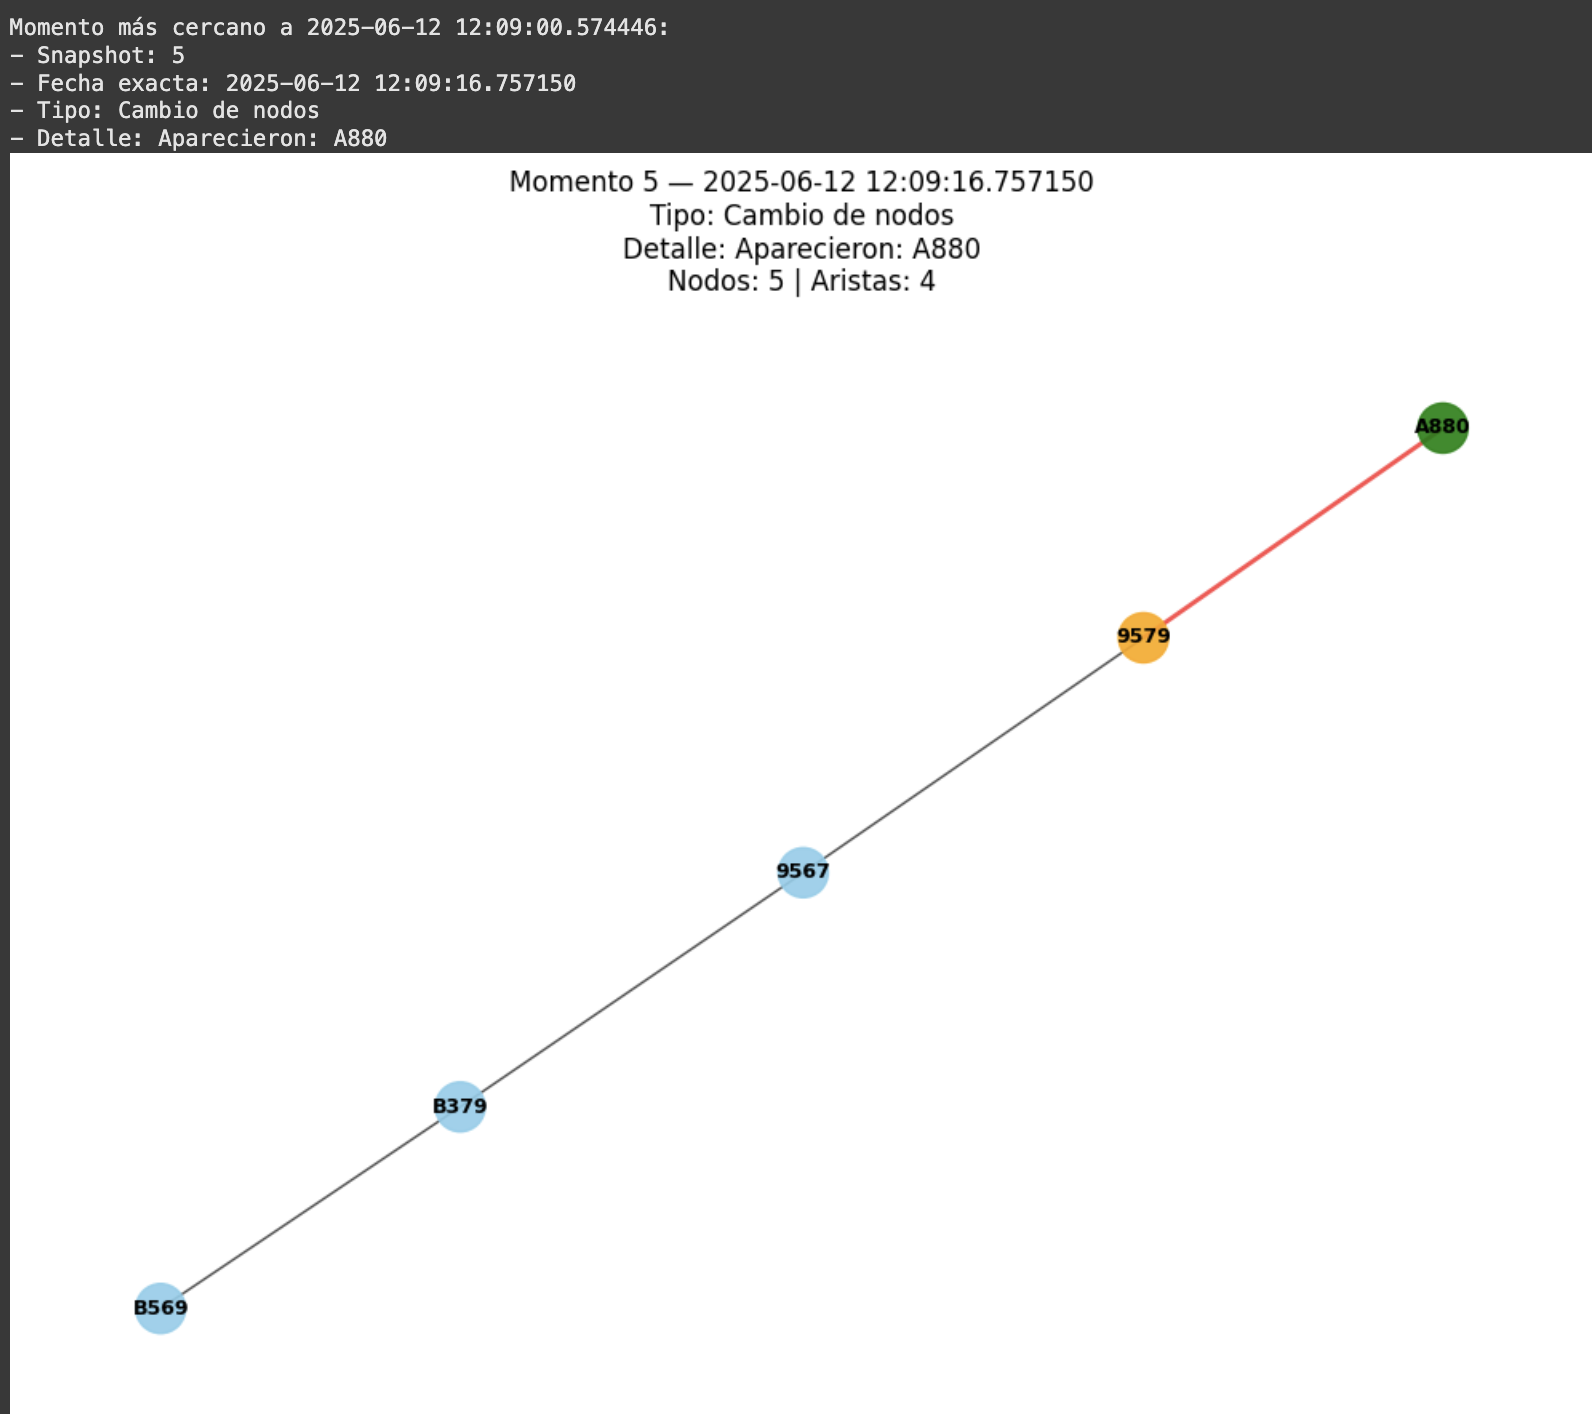 Momento más cercano a 2025-06-12 12:09:00.574446:
- Snapshot: 5
- Fecha exacta: 2025-06-12 12:09:16.757150
- Tipo: Cambio de nodos
- Detalle: Aparecieron: A880
Momento 5 — 2025-06-12 12:09:16.757150
Tipo: Cambio de nodos
Detalle: Aparecieron: A880
Nodos: 5 | Aristas: 4
A880
9579
9567
B379
B569